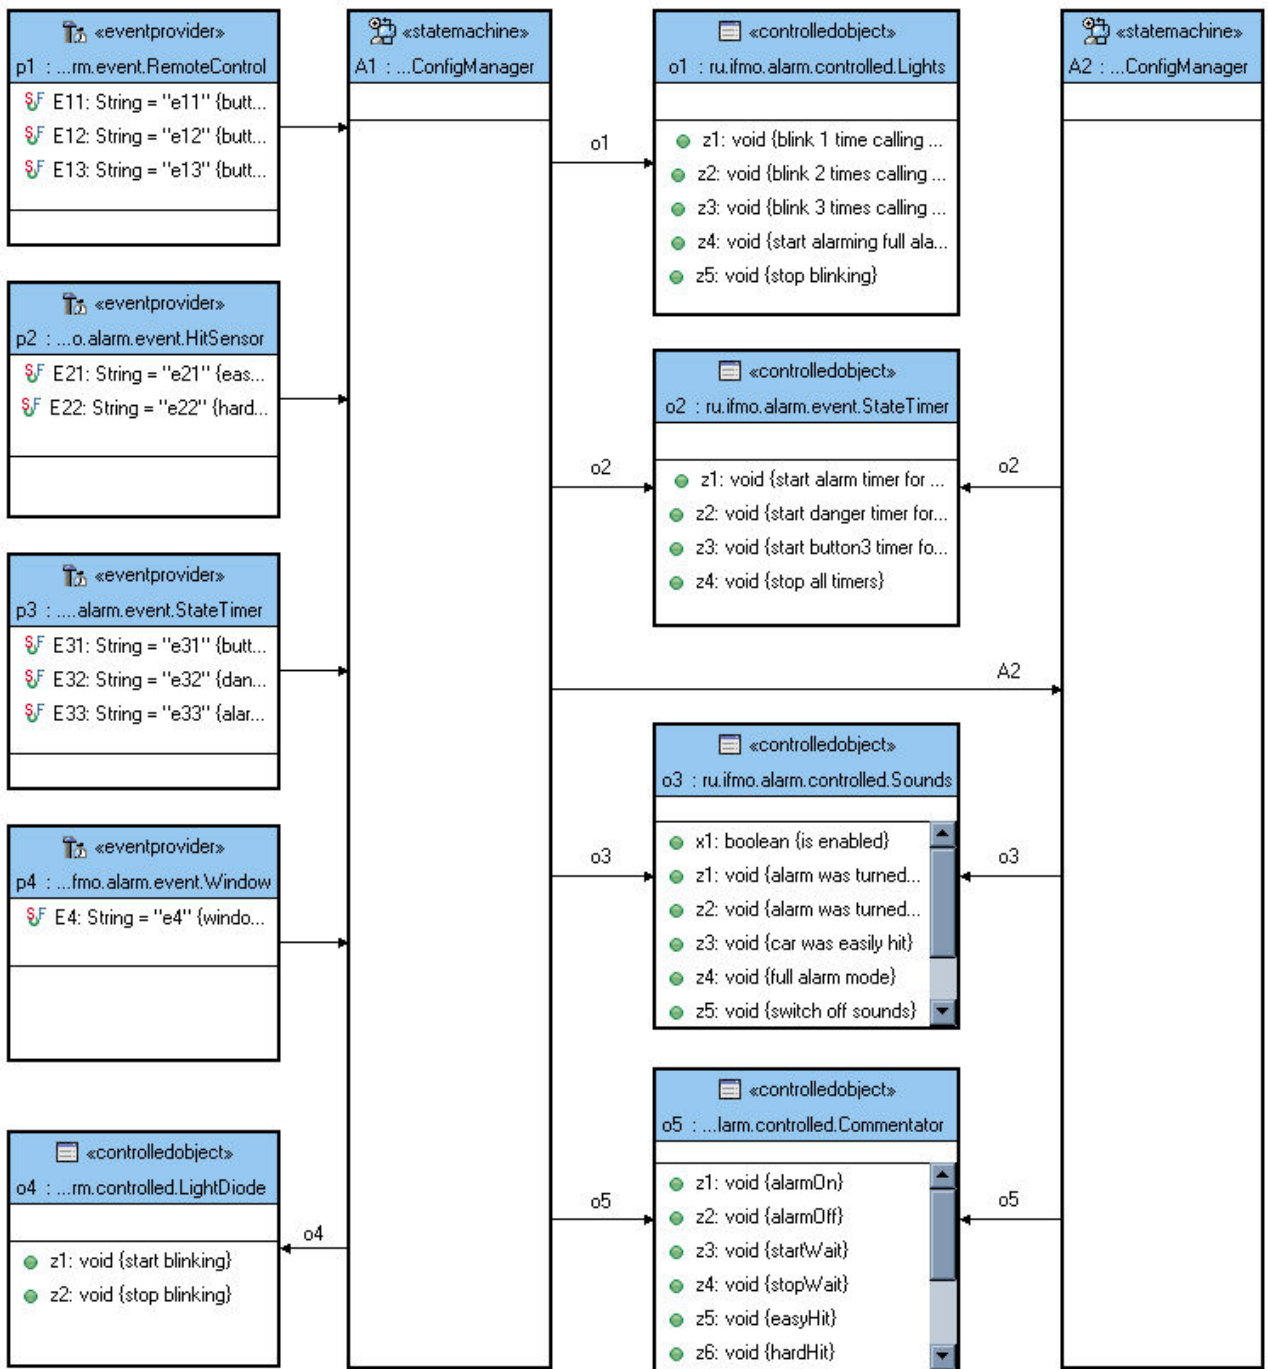 «eventprovider»
p1 : ...rm.event.RemoteControl
E11: String = "e11" {butt...
E12: String = "e12" {butt...
E13: String = "e13" {butt...
«eventprovider»
p2 : ...o.alarm.event.HitSensor
E21: String = "e21" {eas...
E22: String = "e22" {hard...
«eventprovider»
p3 : ....alarm.event.StateTimer
E31: String = "e31" {butt...
E32: String = "e32" {dan...
E33: String = "e33" {alar...
«eventprovider»
p4 : ...fmo.alarm.event.Window
E4: String = "e4" {windo...
«controlledobject»
o4 : ...rm.controlled.LightDiode
z1: void {start blinking}
z2: void {stop blinking}
o4
«statemachine»
A1 : ...ConfigManager
o1
o2
A2
o3
o5
«controlledobject»
o1 : ru.ifmo.alarm.controlled.Lights
z1: void {blink 1 time calling ...
z2: void {blink 2 times calling ...
z3: void {blink 3 times calling ...
z4: void {start alarming full ala...
z5: void {stop blinking}
«controlledobject»
o2 : ru.ifmo.alarm.event.StateTimer
z1: void {start alarm timer for ...
z2: void {start danger timer for...
z3: void {start button3 timer fo...
z4: void {stop all timers}
«controlledobject»
o3 : ru.ifmo.alarm.controlled.Sounds
x1: boolean {is enabled}
z1: void {alarm was turned...
z2: void {alarm was turned...
z3: void {car was easily hit}
z4: void {full alarm mode}
z5: void {switch off sounds}
«controlledobject»
o5 : ...larm.controlled.Commentator
z1: void {alarmOn}
z2: void {alarmOff}
z3: void {startWait}
z4: void {stopWait}
z5: void {easyHit}
z6: void {hardHit}
o2
o3
o5
«statemachine»
A2 : ...ConfigManager